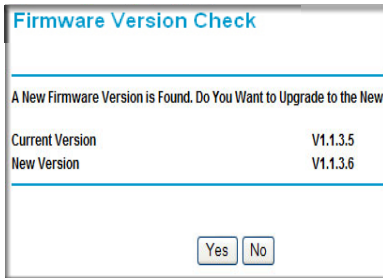 Firmware Version Check
A New Firmware Version is Found. Do You Want to Upgrade to the New
Current Version V1.1.3.5
New Version V1.1.3.6
Yes No